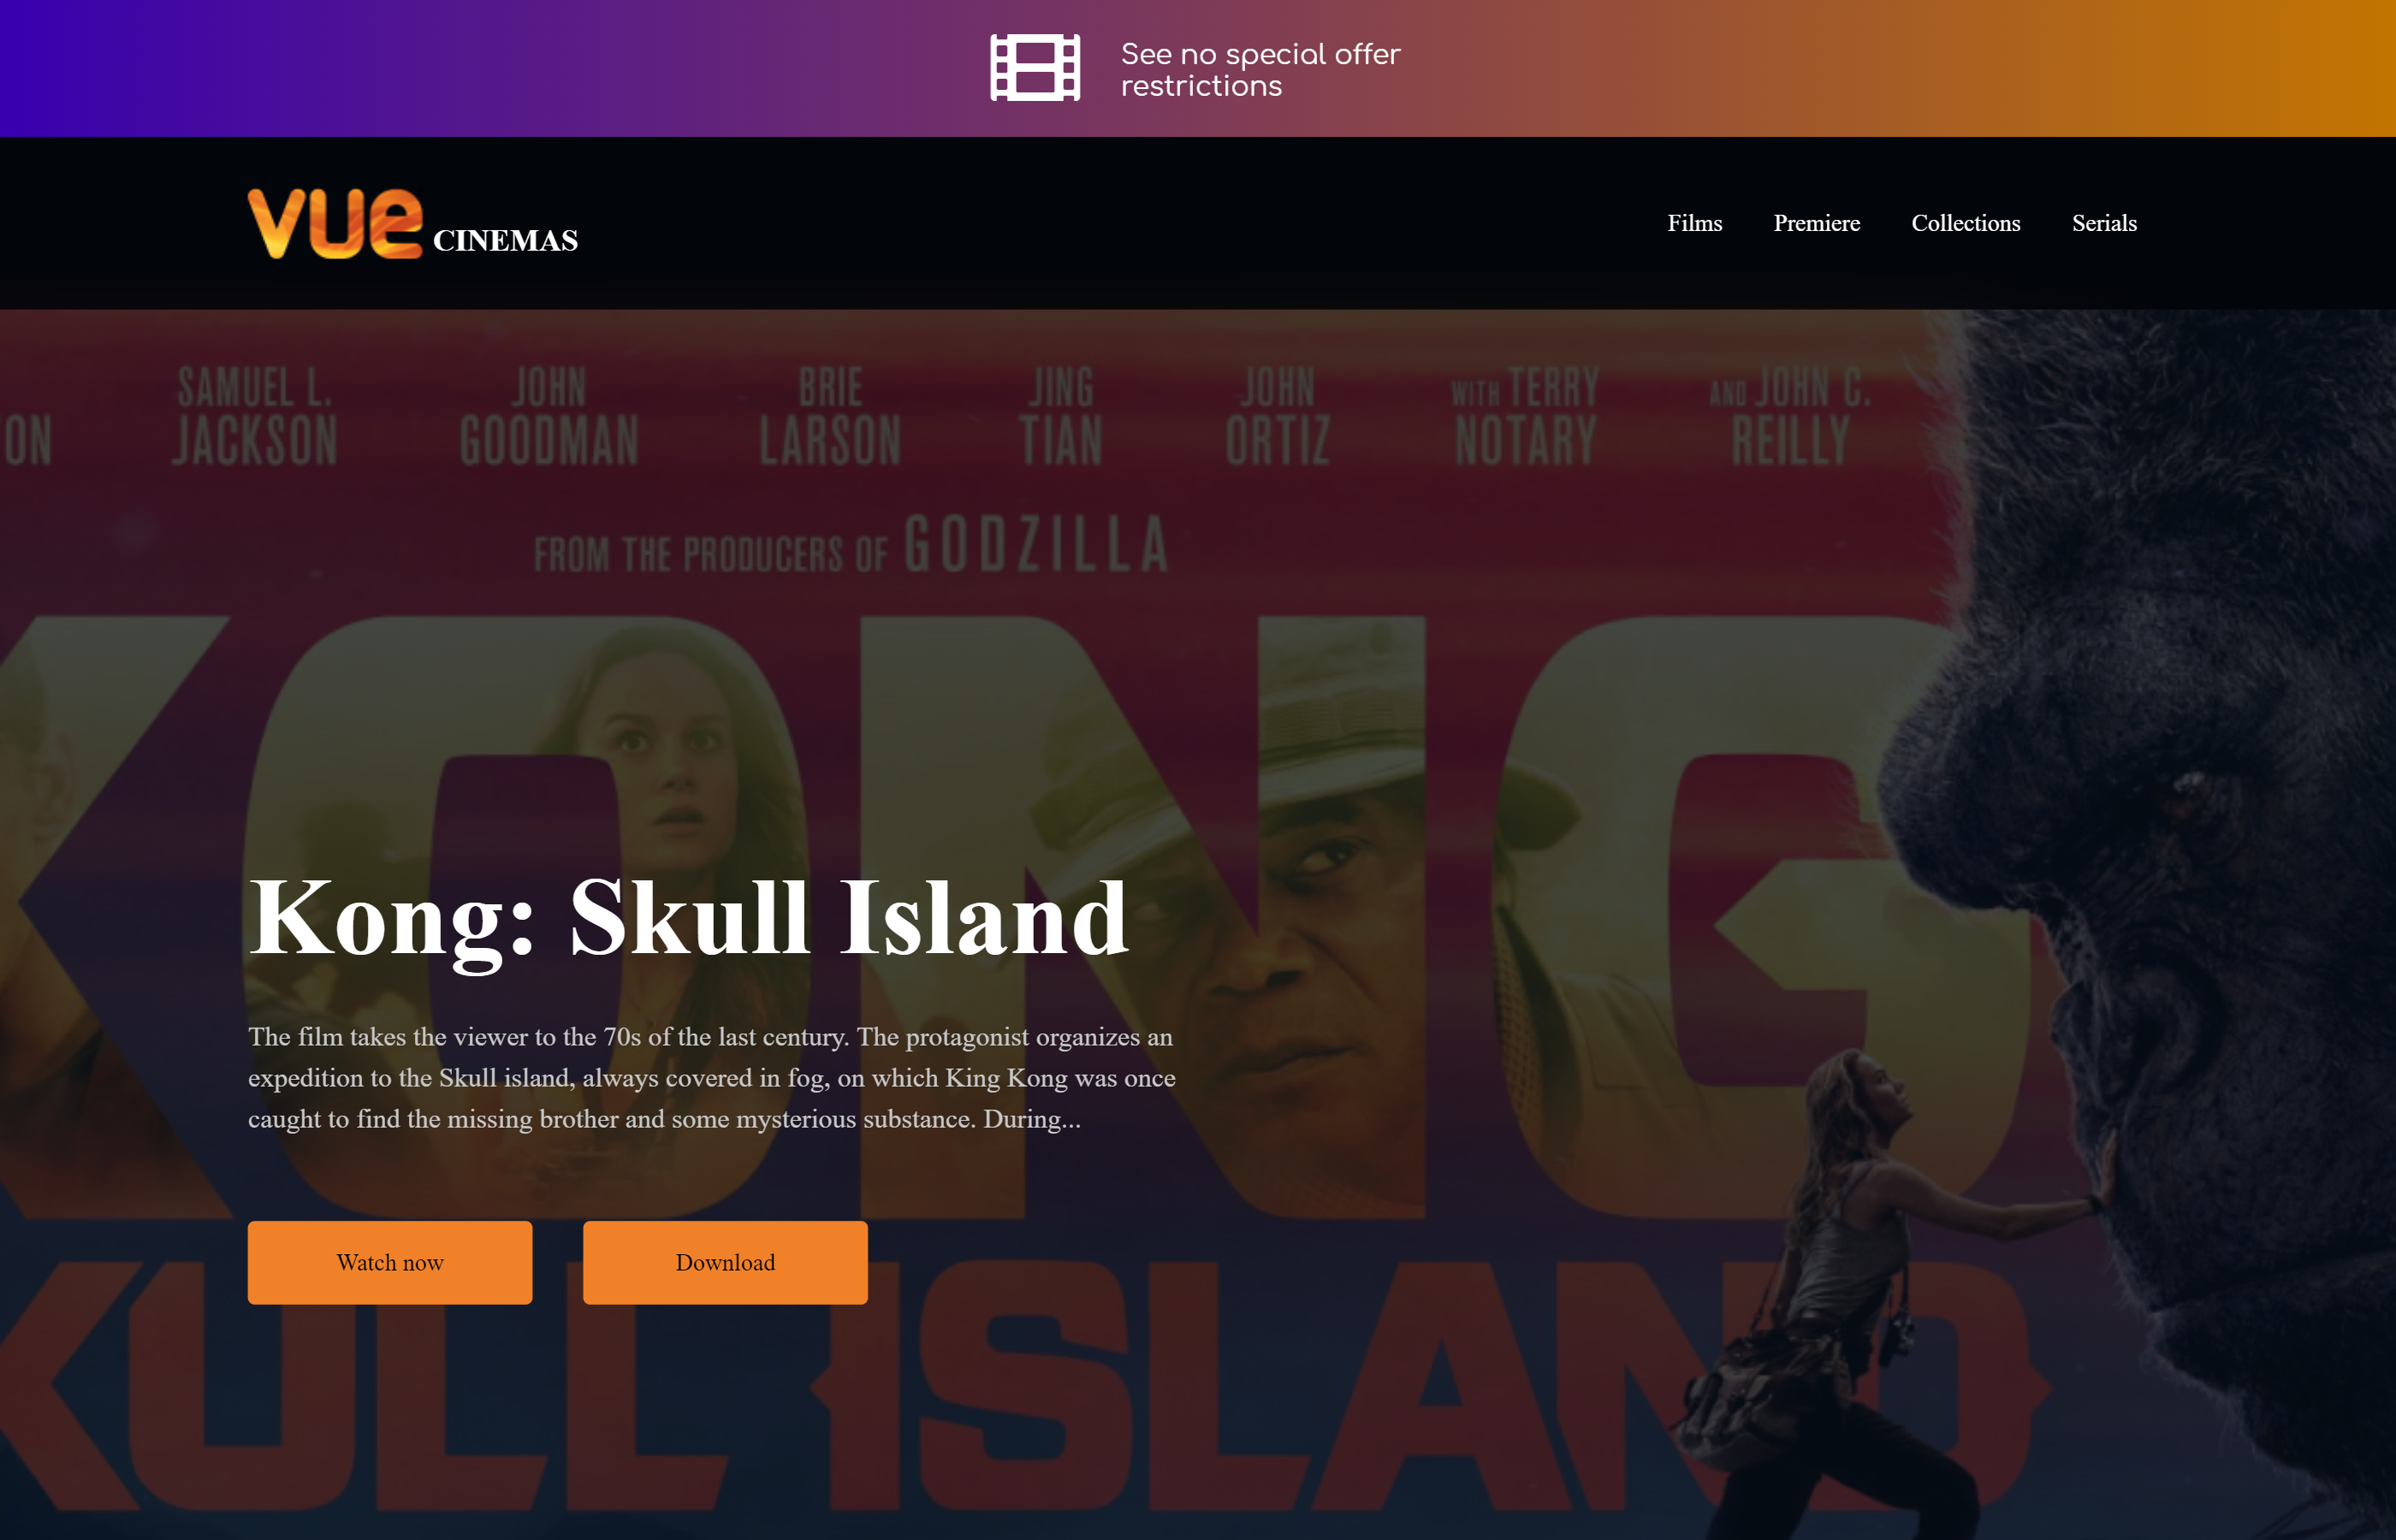 See no special offer
restrictions
vue CINEMAS
Films Premiere Collections Serials
SAMUEL L. JOHN BRIE JING JOHN WITH TERRY AND JOHN C.
ON JACKSON GOODMAN LARSON TIAN ORTIZ NOTARY REILLY
FROM THE PRODUCERS OF GODZILLA
KONG
Kong: Skull Island
The film takes the viewer to the 70s of the last century. The protagonist organizes an
expedition to the Skull island, always covered in fog, on which King Kong was once
caught to find the missing brother and some mysterious substance. During...
Watch now Download
KULL ISLAND